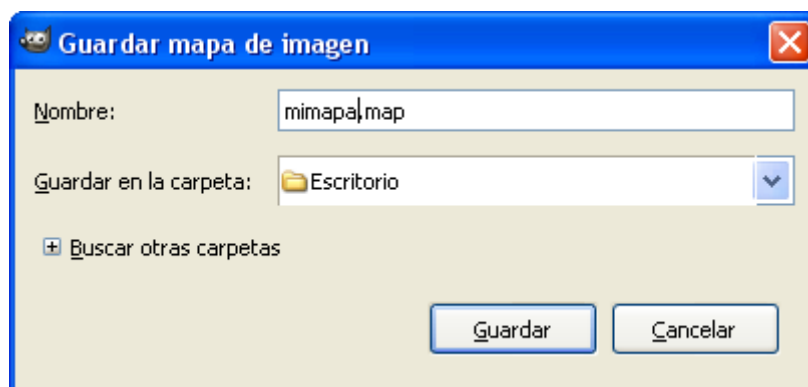 Guardar mapa de imagen
Nombre: mimapa.map
Guardar en la carpeta: Escritorio
Buscar otras carpetas
Guardar Cancelar